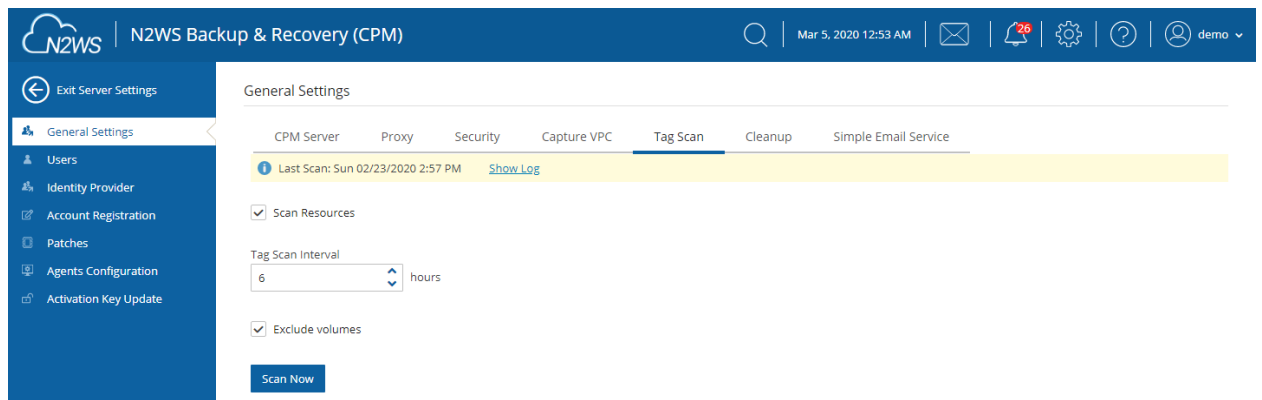 N2WS
N2WS Backup & Recovery (CPM)
Mar 5, 2020 12:53 AM
26
demo
Exit Server Settings
General Settings
Users
Identity Provider
Account Registration
Patches
Agents Configuration
Activation Key Update
General Settings
CPM Server Proxy Security Capture VPC Tag Scan Cleanup Simple Email Service
Last Scan: Sun 02/23/2020 2:57 PM Show Log
Scan Resources
Tag Scan Interval
6 hours
Exclude volumes
Scan Now